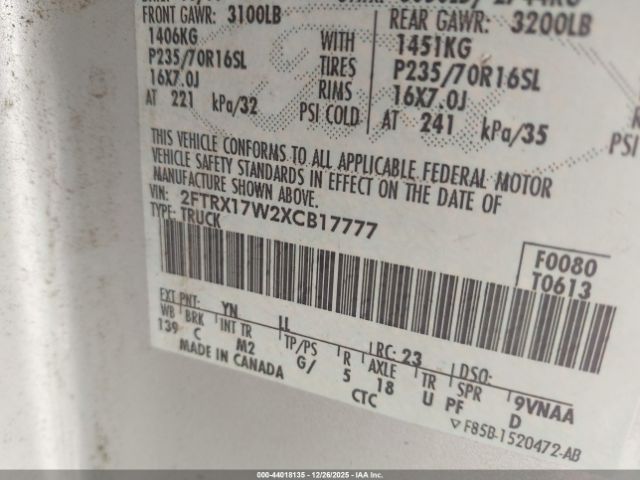 FRONT GAWR: 3100LB
1406KG WITH
P235/70R16SL TIRES
16X7.0J RIMS
AT 221 kPa/32 PSI COLD
REAR GAWR: 3200LB
1451KG
P235/70R16SL
16X7.0J
AT 241 kPa/35 PSI
THIS VEHICLE CONFORMS TO ALL APPLICABLE FEDERAL MOTOR
VEHICLE SAFETY STANDARDS IN EFFECT ON THE DATE OF
MANUFACTURE SHOWN ABOVE.
VIN: 2FTRX17W2XCB17777
TYPE: TRUCK
F0080
T0613
EXT PNT: YN LL RC: 23 DSO:
WB BRK INT TR TP/PS R AXLE TR SPR 9VNAA
139 C M2 G/ 5 18 U PF D
MADE IN CANADA CTC
▽ F85B-1520472-AB
000-44018135 - 12/26/2025 - IAA Inc.